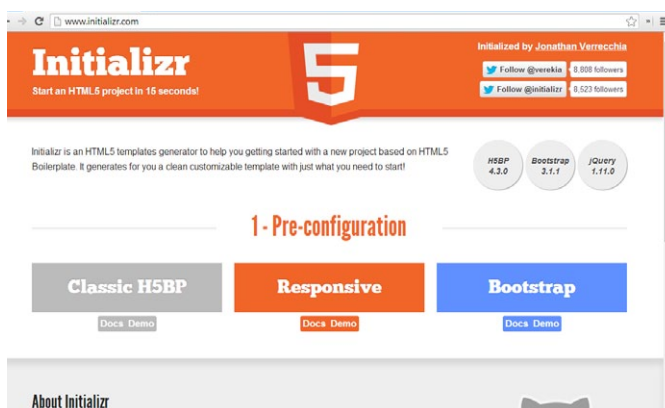 www.initializr.com
Initializr
Start an HTML5 project in 15 seconds!
5
Initialized by Jonathan Verrecchia
Follow @verekia 8,808 followers
Follow @initializr 8,523 followers
Initializr is an HTML5 templates generator to help you getting started with a new project based on HTML5
Boilerplate. It generates for you a clean customizable template with just what you need to start!
H5BP
4.3.0
Bootstrap
3.1.1
jQuery
1.11.0
1 - Pre-configuration
Classic H5BP
Docs Demo
Responsive
Docs Demo
Bootstrap
Docs Demo
About Initializr